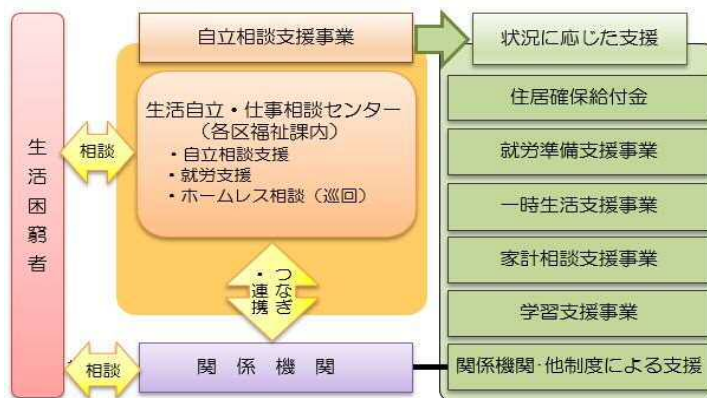 自立相談支援事業
状況に応じた支援
生活困窮者
相談
生活自立・仕事相談センター
（各区福祉課内）
・自立相談支援
・就労支援
・ホームレス相談（巡回）
つなぎ
・連携
相談
関係機関
住居確保給付金
就労準備支援事業
一時生活支援事業
家計相談支援事業
学習支援事業
関係機関・他制度による支援